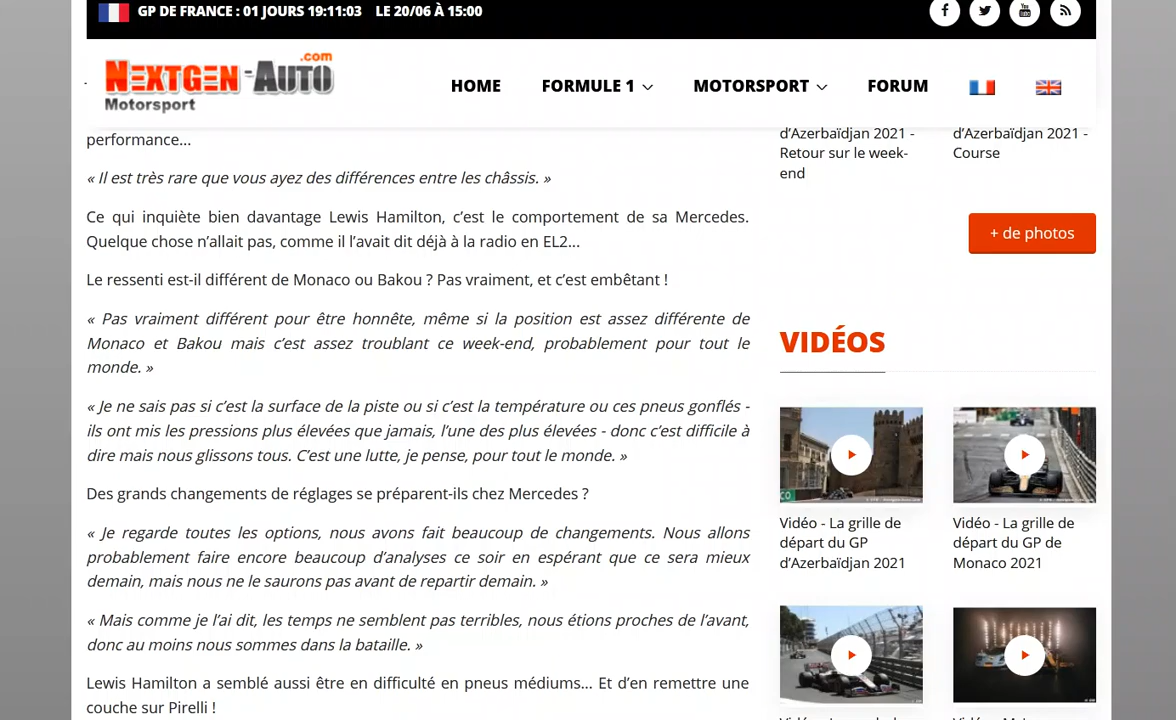 GP DE FRANCE : 01 JOURS 19:11:03 LE 20/06 À 15:00
NEXTGEN-AUTO.com
Motorsport
HOME FORMULE 1 MOTORSPORT FORUM
performance…
« Il est très rare que vous ayez des différences entre les châssis. »
Ce qui inquiète bien davantage Lewis Hamilton, c’est le comportement de sa Mercedes.
Quelque chose n’allait pas, comme il l’avait dit déjà à la radio en EL2…
Le ressenti est-il différent de Monaco ou Bakou ? Pas vraiment, et c’est embêtant !
« Pas vraiment différent pour être honnête, même si la position est assez différente de
Monaco et Bakou mais c’est assez troublant ce week-end, probablement pour tout le
monde. »
« Je ne sais pas si c’est la surface de la piste ou si c’est la température ou ces pneus gonflés -
ils ont mis les pressions plus élevées que jamais, l’une des plus élevées - donc c’est difficile à
dire mais nous glissons tous. C’est une lutte, je pense, pour tout le monde. »
Des grands changements de réglages se préparent-ils chez Mercedes ?
« Je regarde toutes les options, nous avons fait beaucoup de changements. Nous allons
probablement faire encore beaucoup d’analyses ce soir en espérant que ce sera mieux
demain, mais nous ne le saurons pas avant de repartir demain. »
« Mais comme je l’ai dit, les temps ne semblent pas terribles, nous étions proches de l’avant,
donc au moins nous sommes dans la bataille. »
Lewis Hamilton a semblé aussi être en difficulté en pneus médiums… Et d’en remettre une
couche sur Pirelli !
d’Azerbaïdjan 2021 -
Retour sur le week-
end
d’Azerbaïdjan 2021 -
Course
+ de photos
VIDÉOS
Vidéo - La grille de
départ du GP
d’Azerbaïdjan 2021
Vidéo - La grille de
départ du GP de
Monaco 2021